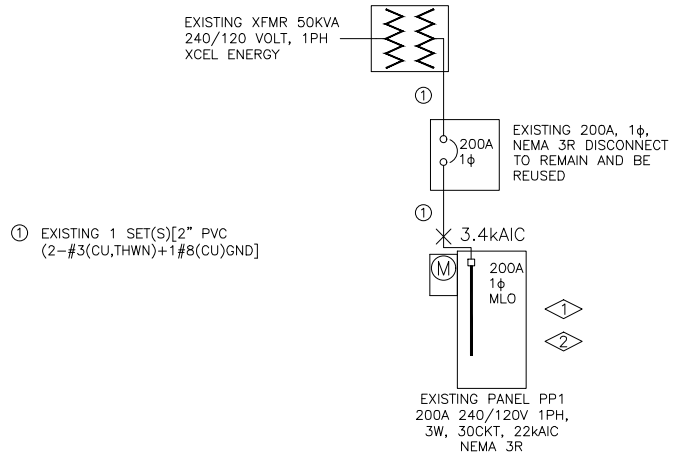 EXISTING XFMR 50KVA
240/120 VOLT, 1PH
XCEL ENERGY
1
200A
1ϕ
EXISTING 200A, 1ϕ,
NEMA 3R DISCONNECT
TO REMAIN AND BE
REUSED
1
1 EXISTING 1 SET(S)[2" PVC
(2-#3(CU,THWN)+1#8(CU)GND]
3.4kAIC
M
200A
1ϕ
MLO
1
2
EXISTING PANEL PP1
200A 240/120V 1PH,
3W, 30CKT, 22kAIC
NEMA 3R